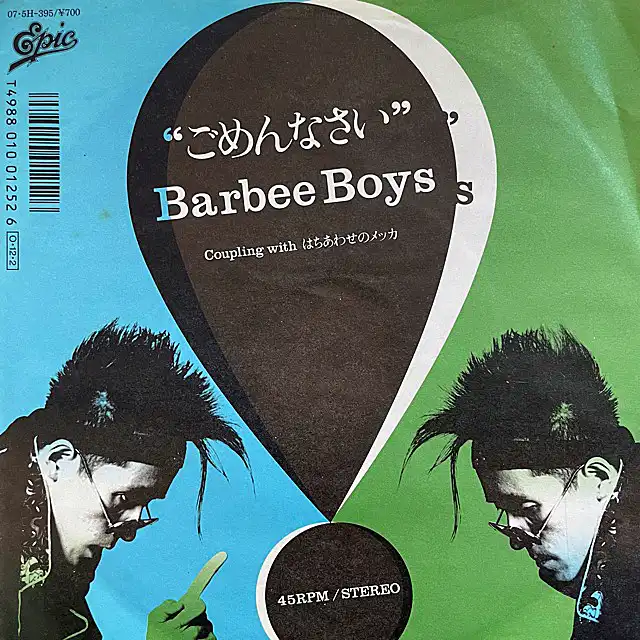 07·5H-395/¥700
Epic
T4988 010 01252 6
O-12-2
“ごめんなさい”
”
Barbee Boys
s
Coupling with はちあわせのメッカ
45RPM / STEREO